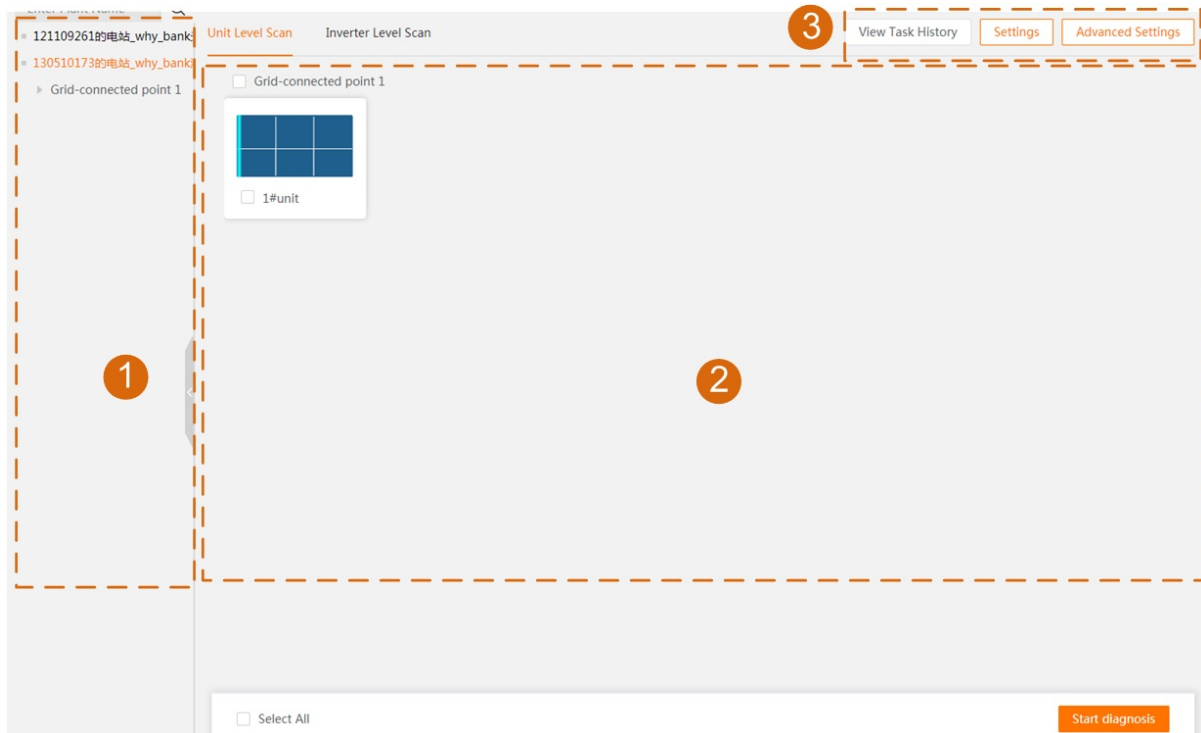 Enter Plant Name
121109261的电站_why_bank
130510173的电站_why_bank
Grid-connected point 1
Unit Level Scan
Inverter Level Scan
3
View Task History
Settings
Advanced Settings
Grid-connected point 1
1#unit
1
2
Select All
Start diagnosis